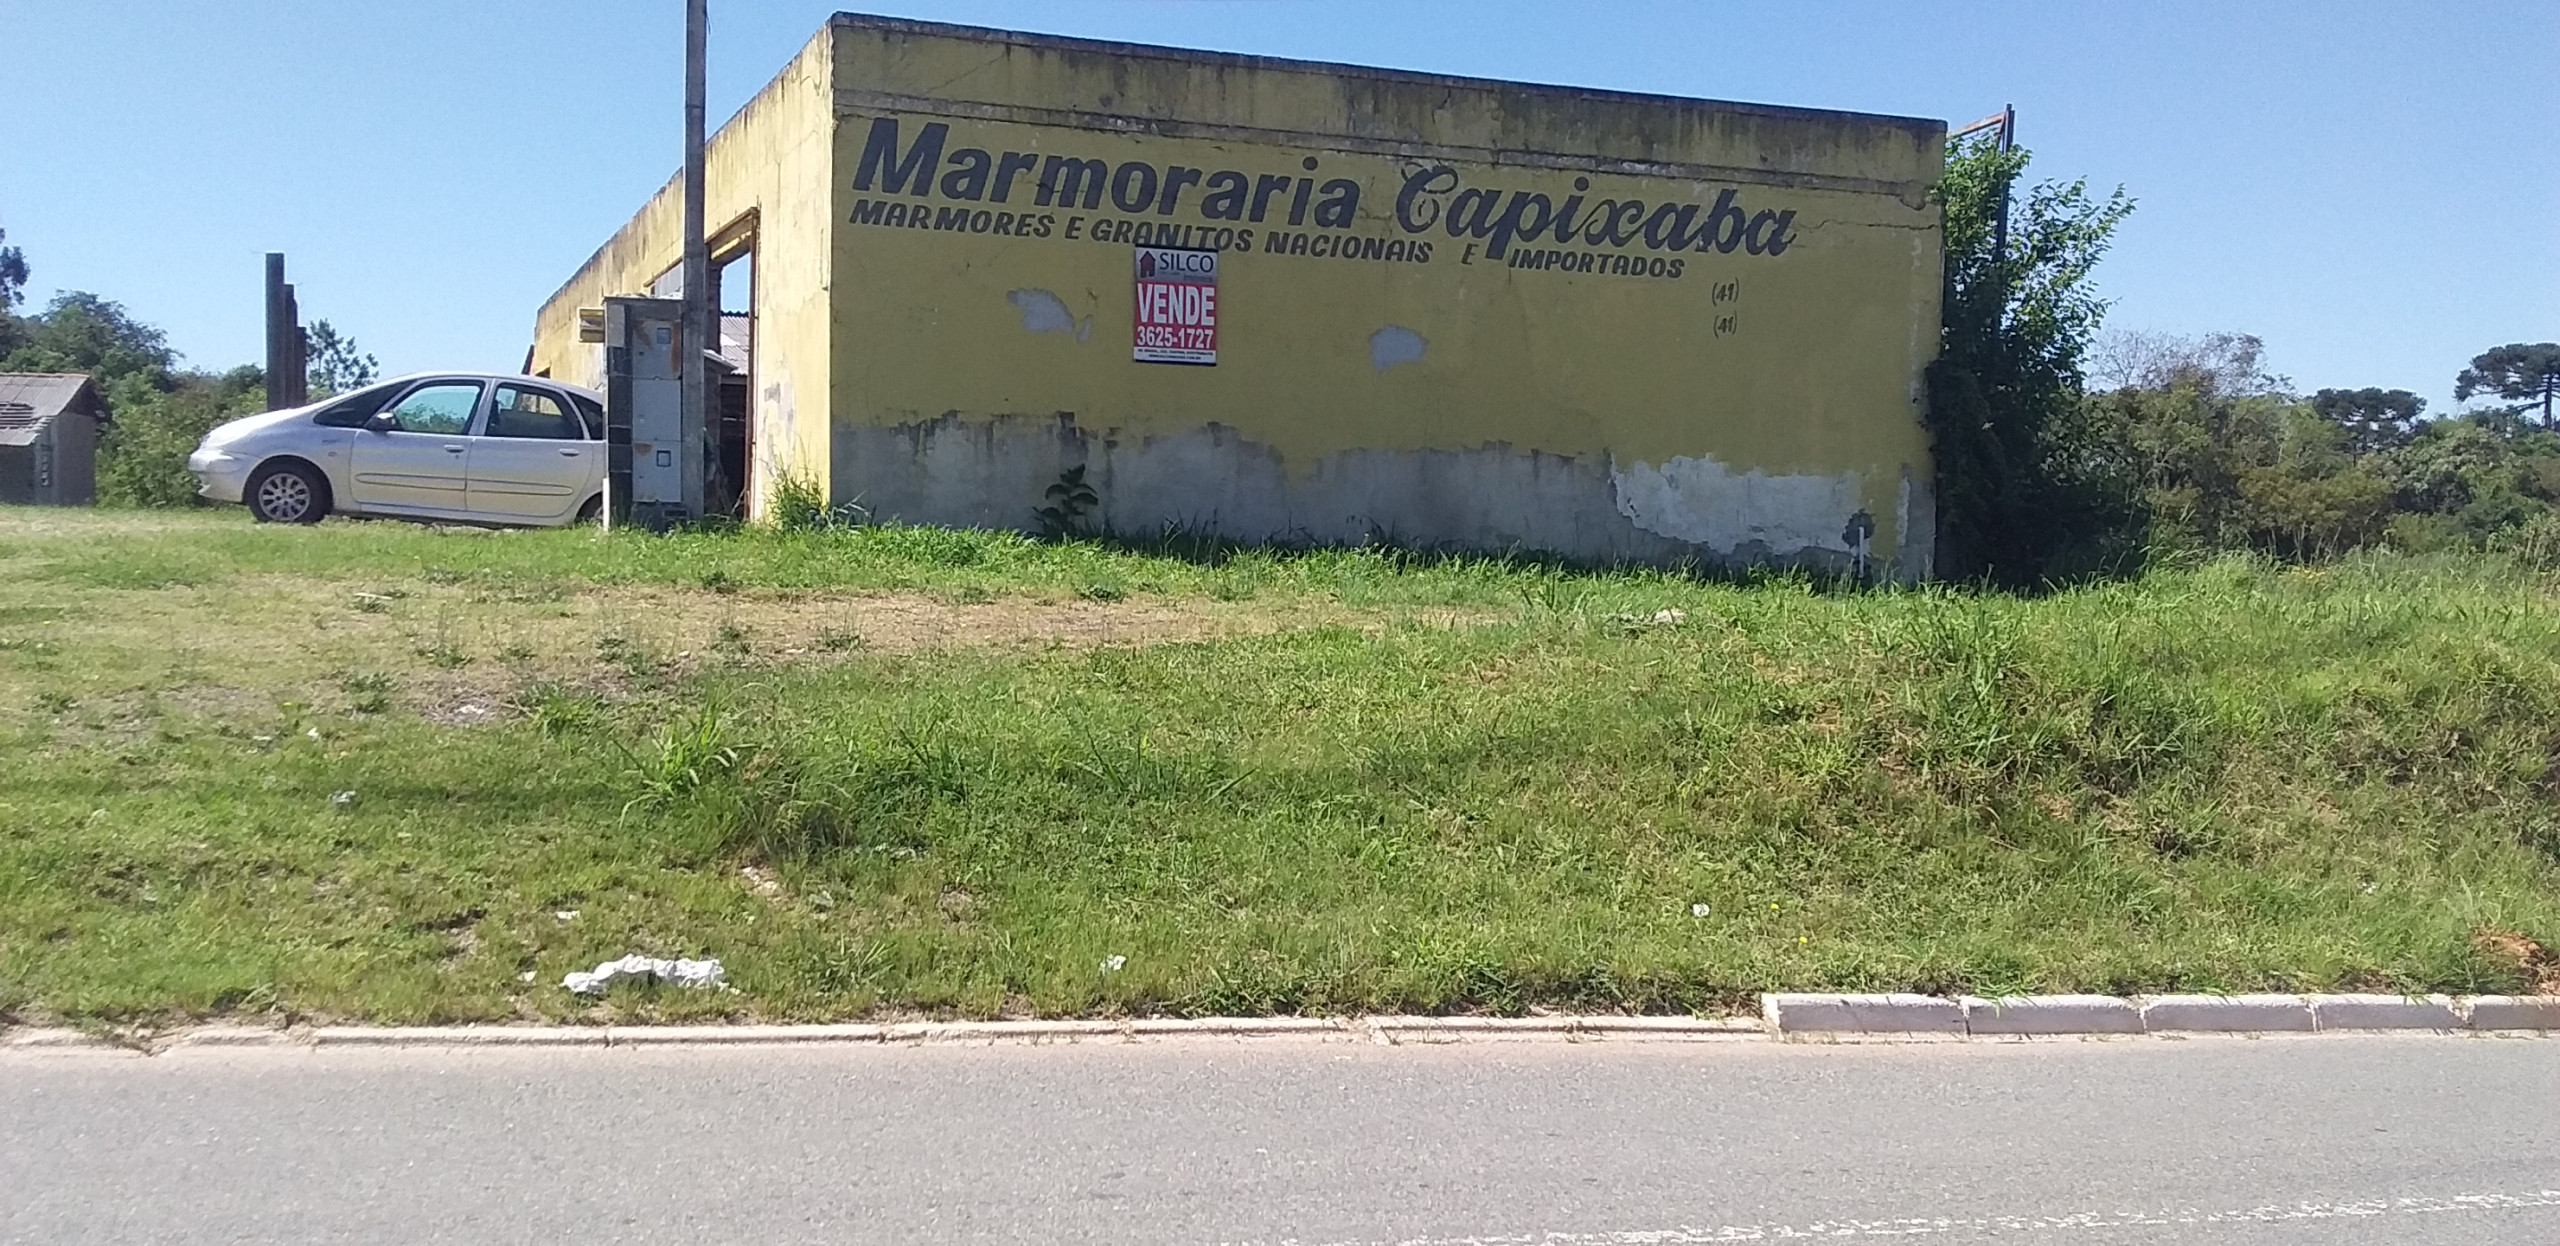 Marmoraria Capixaba
MARMORES E GRANITOS NACIONAIS E IMPORTADOS
(41)
(41)
SILCO
VENDE
3625-1727